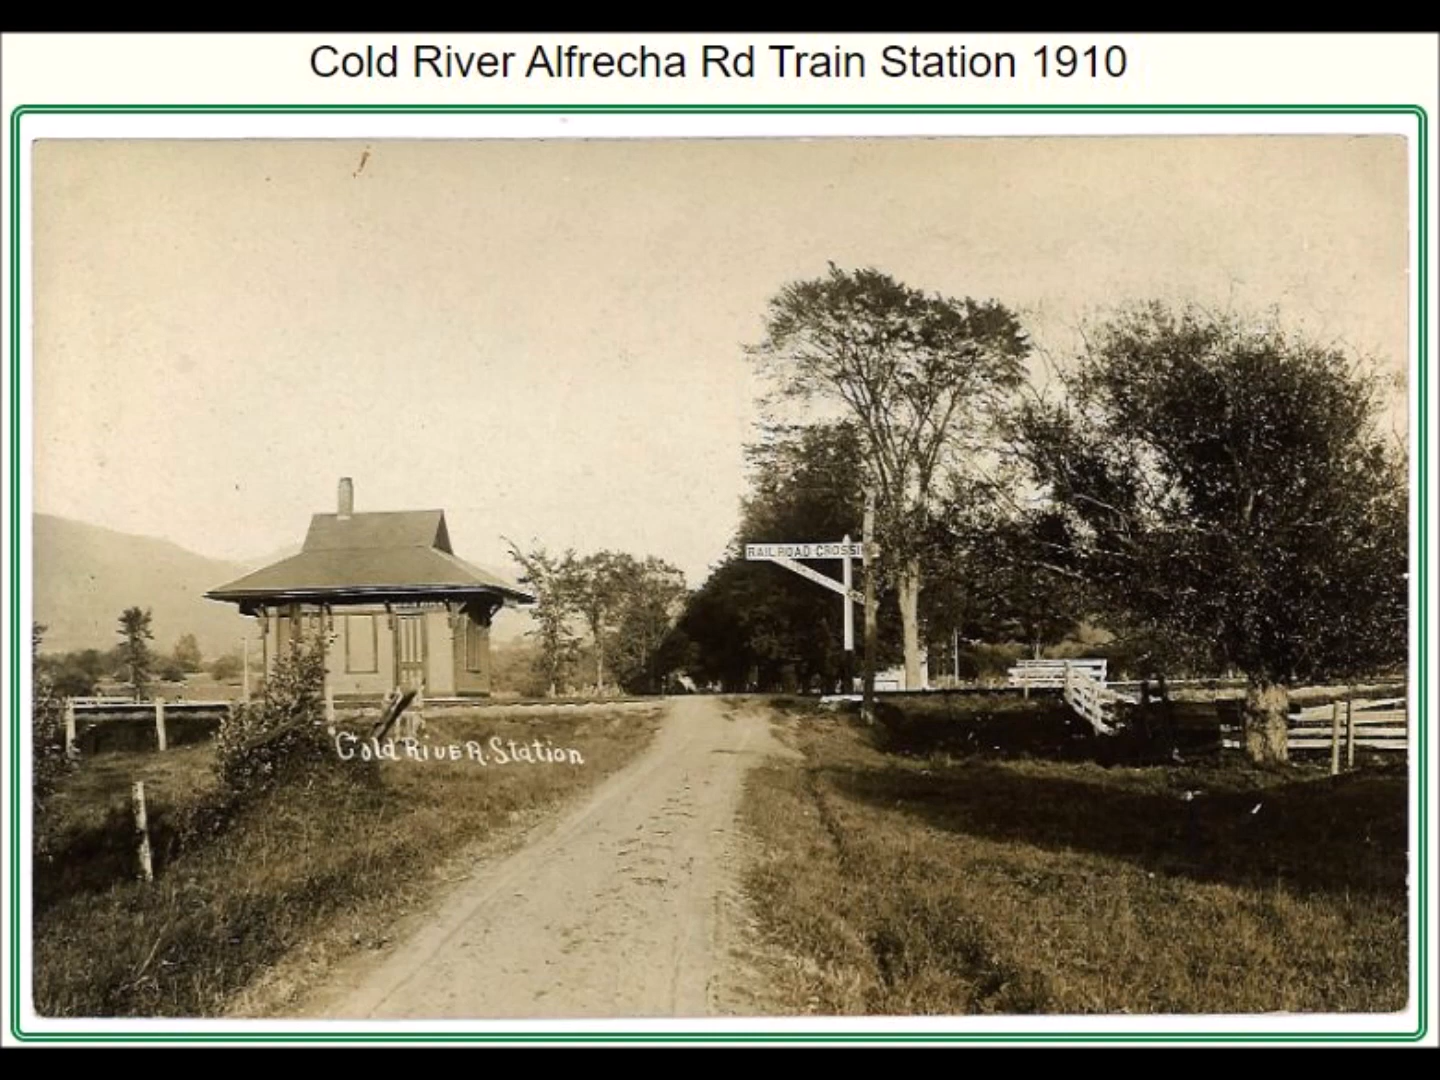 Cold River Alfrecha Rd Train Station 1910
RAILROAD CROSSI
Cold RIVER. Station